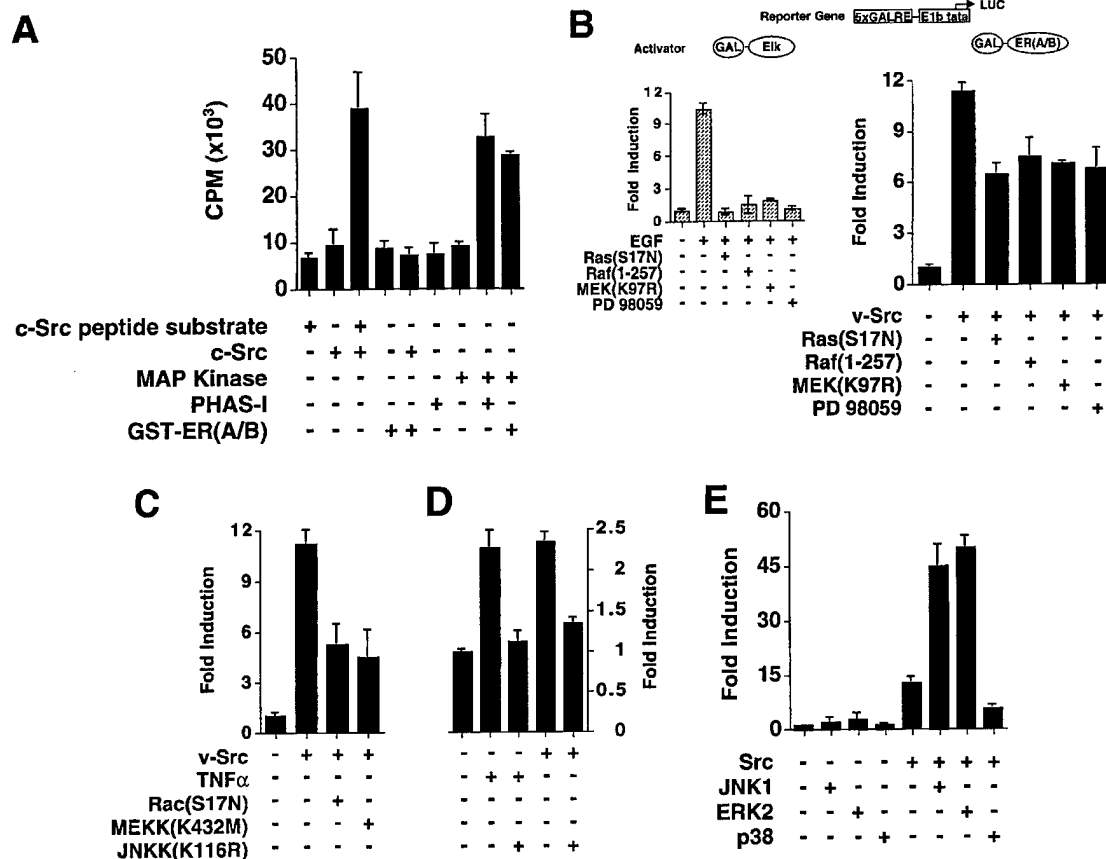 A
CPM (x10³)
50
40
30
20
10
0
c-Src peptide substrate + - + - - - - - -
c-Src - + + - + - - - -
MAP Kinase - - - - - - + + +
PHAS-I - - - - - + - + -
GST-ER(A/B) - - - + + - - - +
B
Reporter Gene 5xGALRE E1b tata LUC
Activator GAL Elk GAL ER(A/B)
Fold Induction
12
9
6
3
0
EGF - + + + + +
Ras(S17N) - - + - - -
Raf(1-257) - - - + - -
MEK(K97R) - - - - + -
PD 98059 - - - - - +
Fold Induction
12
9
6
3
0
v-Src - + + + + +
Ras(S17N) - - + - - -
Raf(1-257) - - - + - -
MEK(K97R) - - - - + -
PD 98059 - - - - - +
C
Fold Induction
12
9
6
3
0
D
2.5
2
1.5
1
0.5
0
Fold Induction
v-Src - + + + - - - + +
TNFα - - - - - + + - -
Rac(S17N) - - + - - - - - -
MEKK(K432M) - - - + - - - - -
JNKK(K116R) - - - - - - + - +
E
Fold Induction
60
45
30
15
0
Src - - - - + + + +
JNK1 - + - - - + - -
ERK2 - - + - - - + -
p38 - - - + - - - +